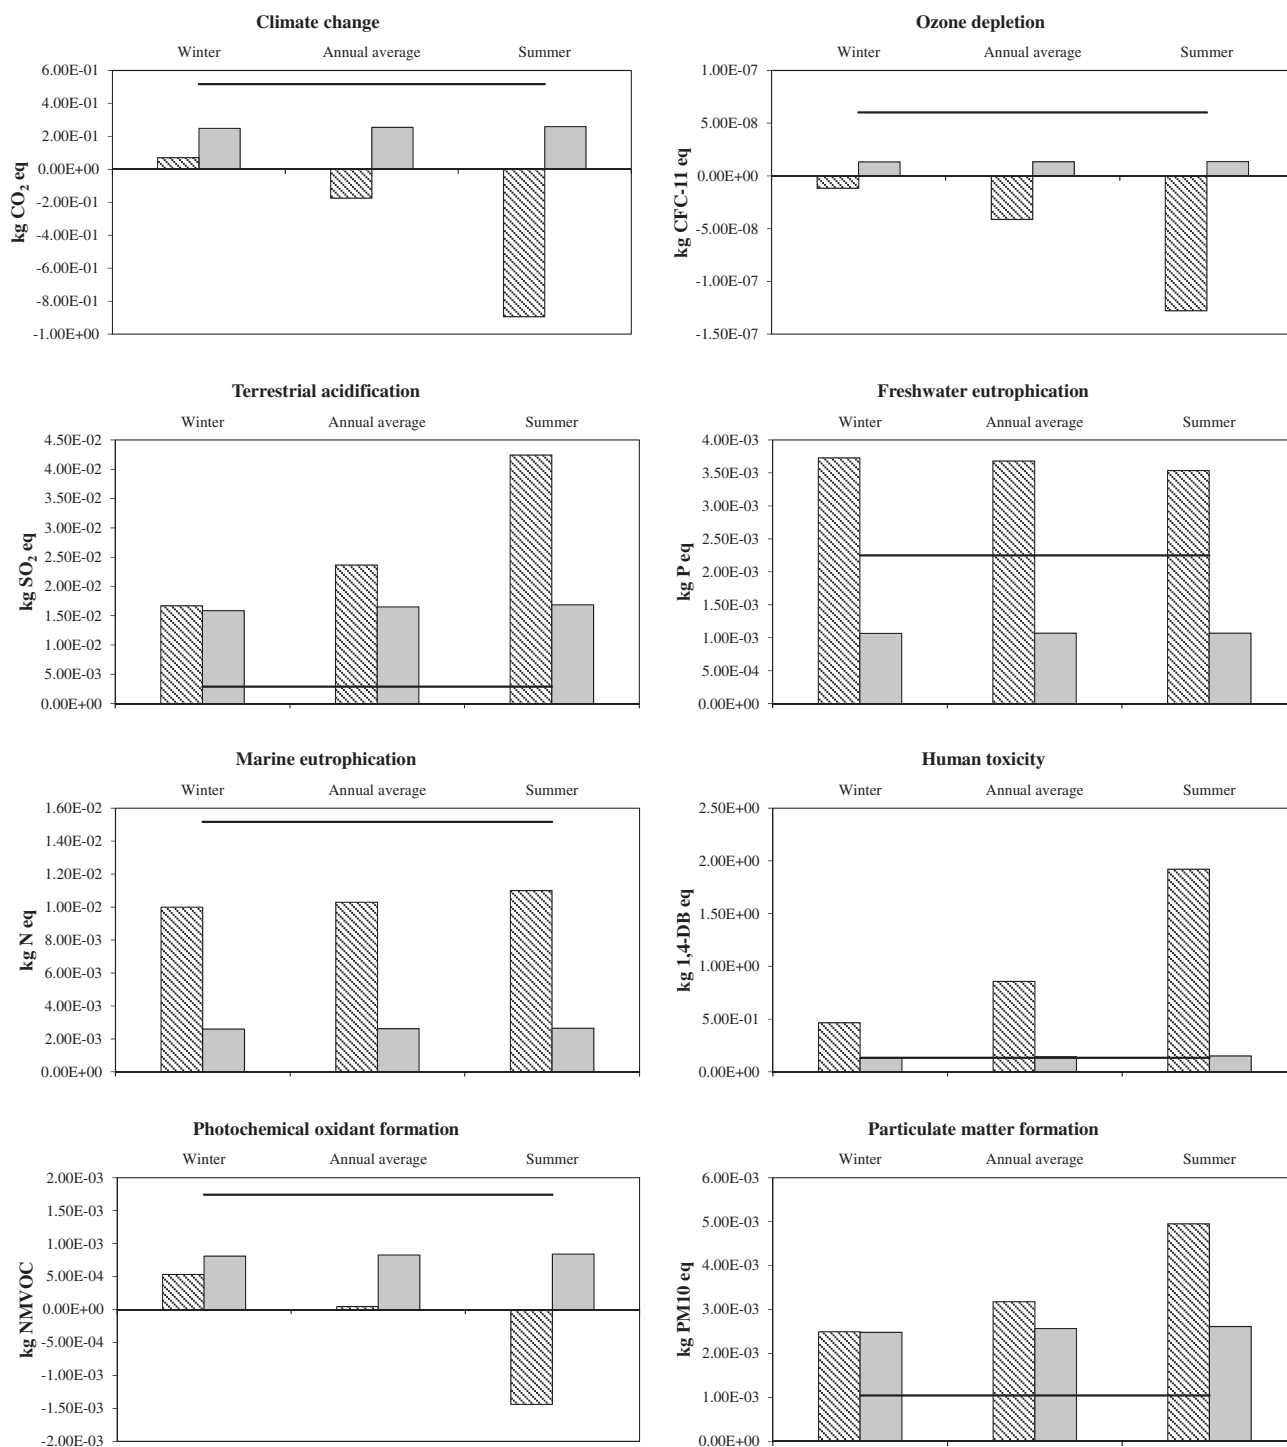 Climate change
Winter Annual average Summer
6.00E-01
4.00E-01
2.00E-01
0.00E+00
-2.00E-01
-4.00E-01
-6.00E-01
-8.00E-01
-1.00E+00
kg CO2 eq
Ozone depletion
Winter Annual average Summer
1.00E-07
5.00E-08
0.00E+00
-5.00E-08
-1.00E-07
-1.50E-07
kg CFC-11 eq
Terrestrial acidification
Winter Annual average Summer
4.50E-02
4.00E-02
3.50E-02
3.00E-02
2.50E-02
2.00E-02
1.50E-02
1.00E-02
5.00E-03
0.00E+00
kg SO2 eq
Freshwater eutrophication
Winter Annual average Summer
4.00E-03
3.50E-03
3.00E-03
2.50E-03
2.00E-03
1.50E-03
1.00E-03
5.00E-04
0.00E+00
kg P eq
Marine eutrophication
Winter Annual average Summer
1.60E-02
1.40E-02
1.20E-02
1.00E-02
8.00E-03
6.00E-03
4.00E-03
2.00E-03
0.00E+00
kg N eq
Human toxicity
Winter Annual average Summer
2.50E+00
2.00E+00
1.50E+00
1.00E+00
5.00E-01
0.00E+00
kg 1,4-DB eq
Photochemical oxidant formation
Winter Annual average Summer
2.00E-03
1.50E-03
1.00E-03
5.00E-04
0.00E+00
-5.00E-04
-1.00E-03
-1.50E-03
-2.00E-03
kg NMVOC
Particulate matter formation
Winter Annual average Summer
6.00E-03
5.00E-03
4.00E-03
3.00E-03
2.00E-03
1.00E-03
0.00E+00
kg PM10 eq